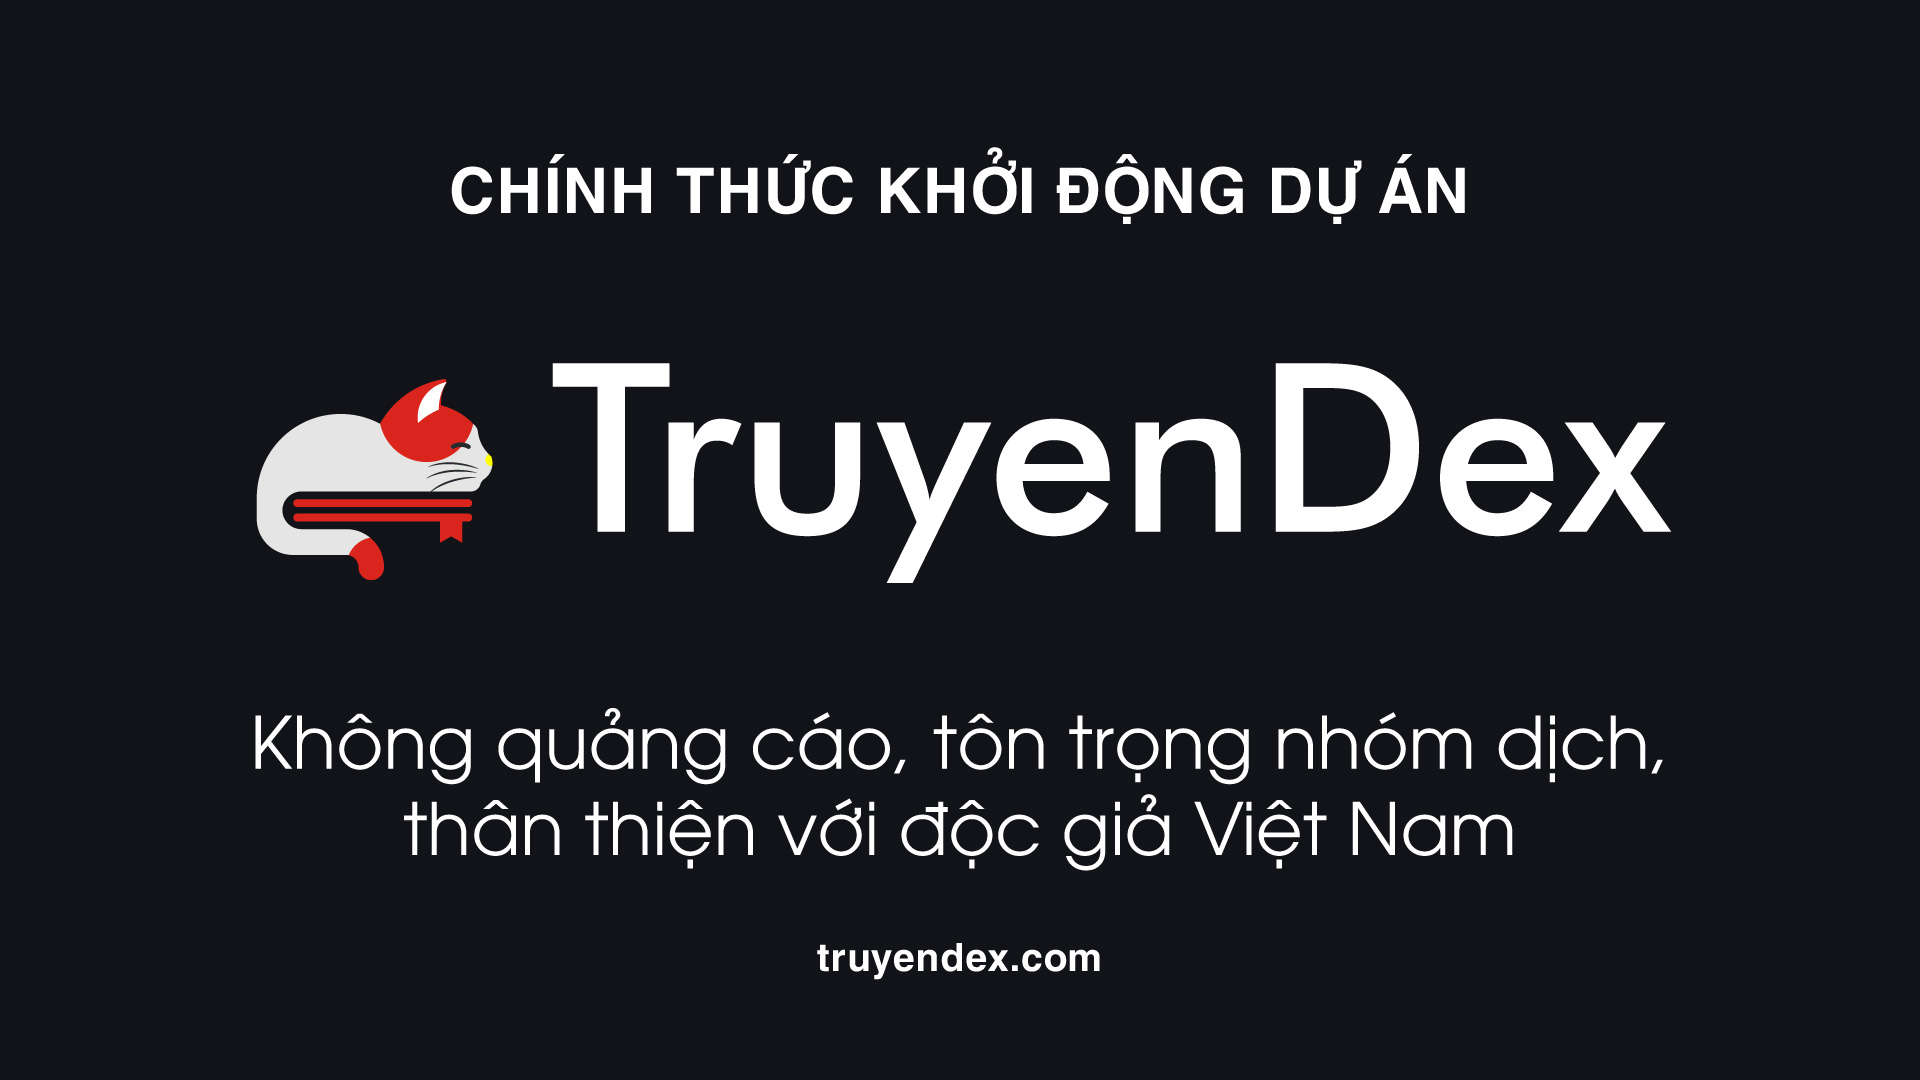 CHÍNH THỨC KHỞI ĐỘNG DỰ ÁN
TruyenDex
Không quảng cáo, tôn trọng nhóm dịch,
thân thiện với độc giả Việt Nam
truyendex.com